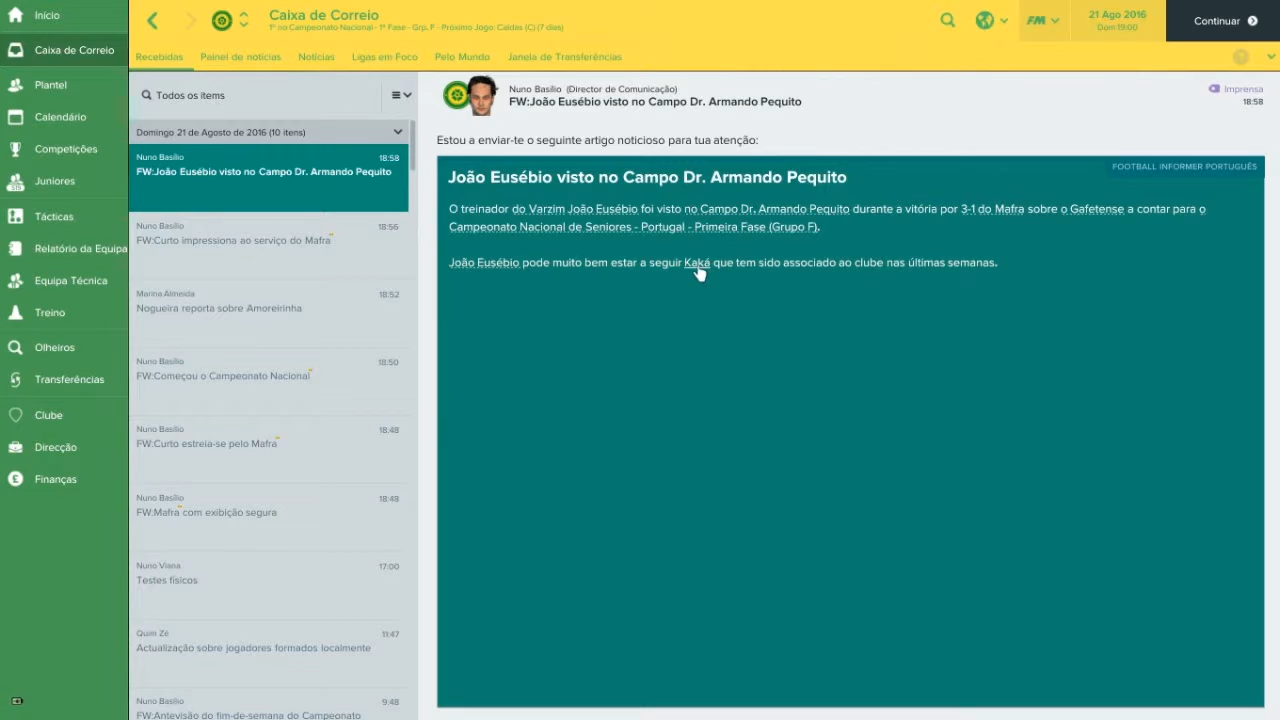 Início
Caixa de Correio
Plantel
Calendário
Competições
Juniores
Tácticas
Relatório da Equipa
Equipa Técnica
Treino
Olheiros
Transferências
Clube
Direcção
Finanças
Caixa de Correio
1º no Campeonato Nacional - 1ª Fase - Grp. F - Próximo Jogo: Caldas (C) (7 dias)
FM
21 Ago 2016
Dom 19:00
Continuar
Recebidas
Painel de notícias
Notícias
Ligas em Foco
Pelo Mundo
Janela de Transferências
?
Todos os itens
Domingo 21 de Agosto de 2016 (10 itens)
Nuno Basílio 18:58
FW:João Eusébio visto no Campo Dr. Armando Pequito
Nuno Basílio 18:56
FW:Curto impressiona ao serviço do Mafra
Marina Almeida 18:52
Nogueira reporta sobre Amoreirinha
Nuno Basílio 18:50
FW:Começou o Campeonato Nacional
Nuno Basílio 18:48
FW:Curto estreia-se pelo Mafra
Nuno Basílio 18:48
FW:Mafra com exibição segura
Nuno Viana 17:00
Testes físicos
Quim Zé 11:47
Actualização sobre jogadores formados localmente
Nuno Basílio 9:48
FW:Antevisão do fim-de-semana do Campeonato
Nuno Basílio (Director de Comunicação)
FW:João Eusébio visto no Campo Dr. Armando Pequito
Imprensa
18:58
Estou a enviar-te o seguinte artigo noticioso para tua atenção:
FOOTBALL INFORMER PORTUGUÊS
João Eusébio visto no Campo Dr. Armando Pequito
O treinador do Varzim João Eusébio foi visto no Campo Dr. Armando Pequito durante a vitória por 3-1 do Mafra sobre o Gafetense a contar para o
Campeonato Nacional de Seniores - Portugal - Primeira Fase (Grupo F).
João Eusébio pode muito bem estar a seguir Kaká que tem sido associado ao clube nas últimas semanas.